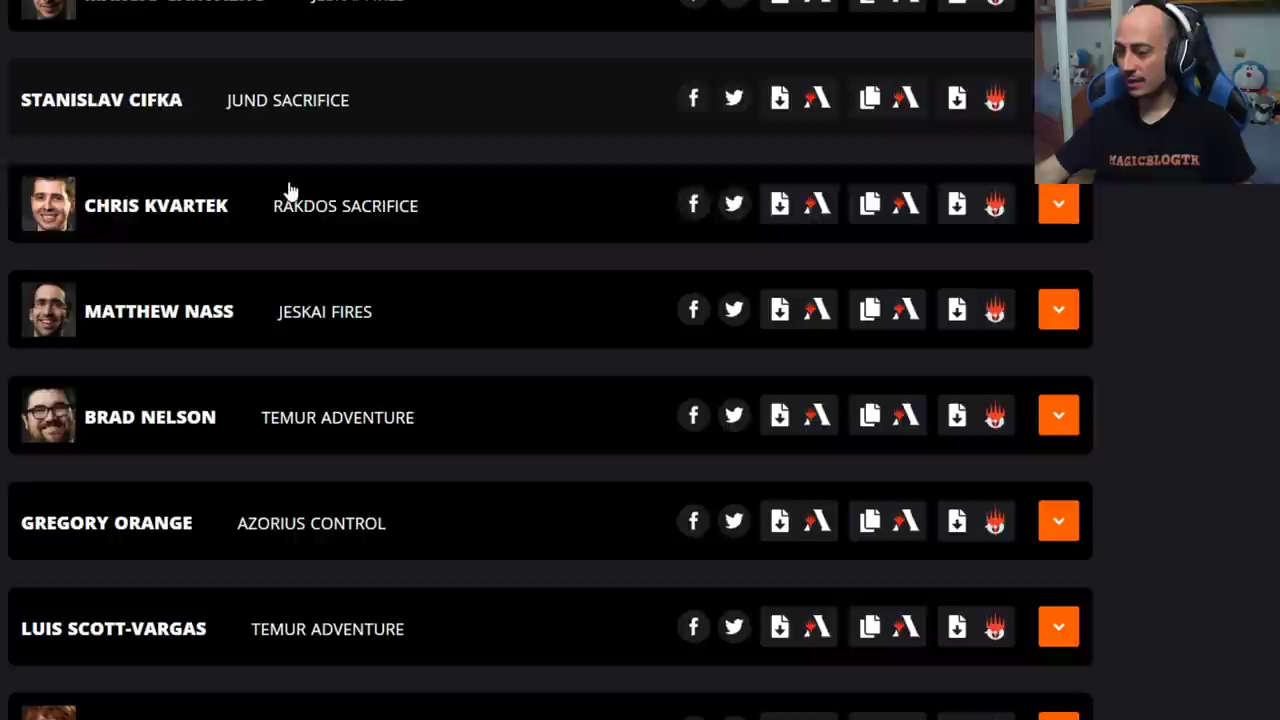 STANISLAV CIFKA JUND SACRIFICE
CHRIS KVARTEK RAKDOS SACRIFICE
MATTHEW NASS JESKAI FIRES
BRAD NELSON TEMUR ADVENTURE
GREGORY ORANGE AZORIUS CONTROL
LUIS SCOTT-VARGAS TEMUR ADVENTURE
MAGICBLOGTK